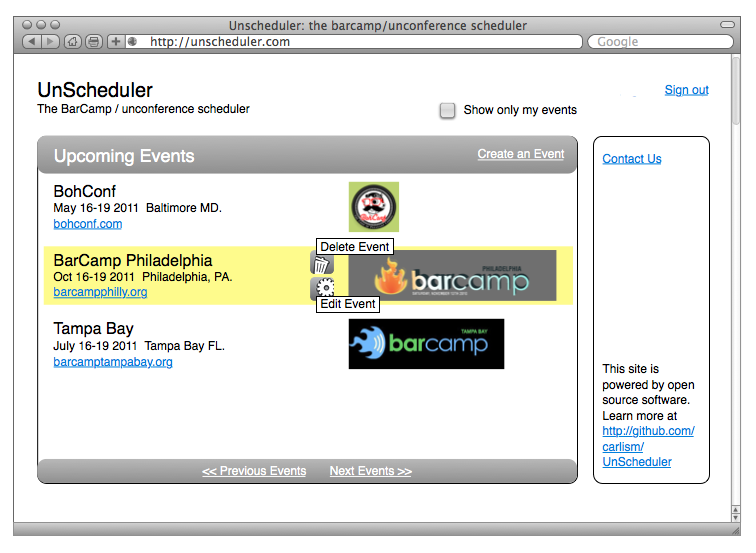 Unscheduler: the barcamp/unconference scheduler
http://unscheduler.com
Google
UnScheduler
The BarCamp / unconference scheduler
Show only my events
Sign out
Upcoming Events
Create an Event
BohConf
May 16-19 2011 Baltimore MD.
bohconf.com
Delete Event
BarCamp Philadelphia
Oct 16-19 2011 Philadelphia, PA.
barcampphilly.org
PHILADELPHIA
barcamp
Edit Event
Tampa Bay
July 16-19 2011 Tampa Bay FL.
barcamptampabay.org
TAMPA BAY
barcamp
<< Previous Events Next Events >>
Contact Us
This site is
powered by open
source software.
Learn more at
http://github.com/
carlism/
UnScheduler